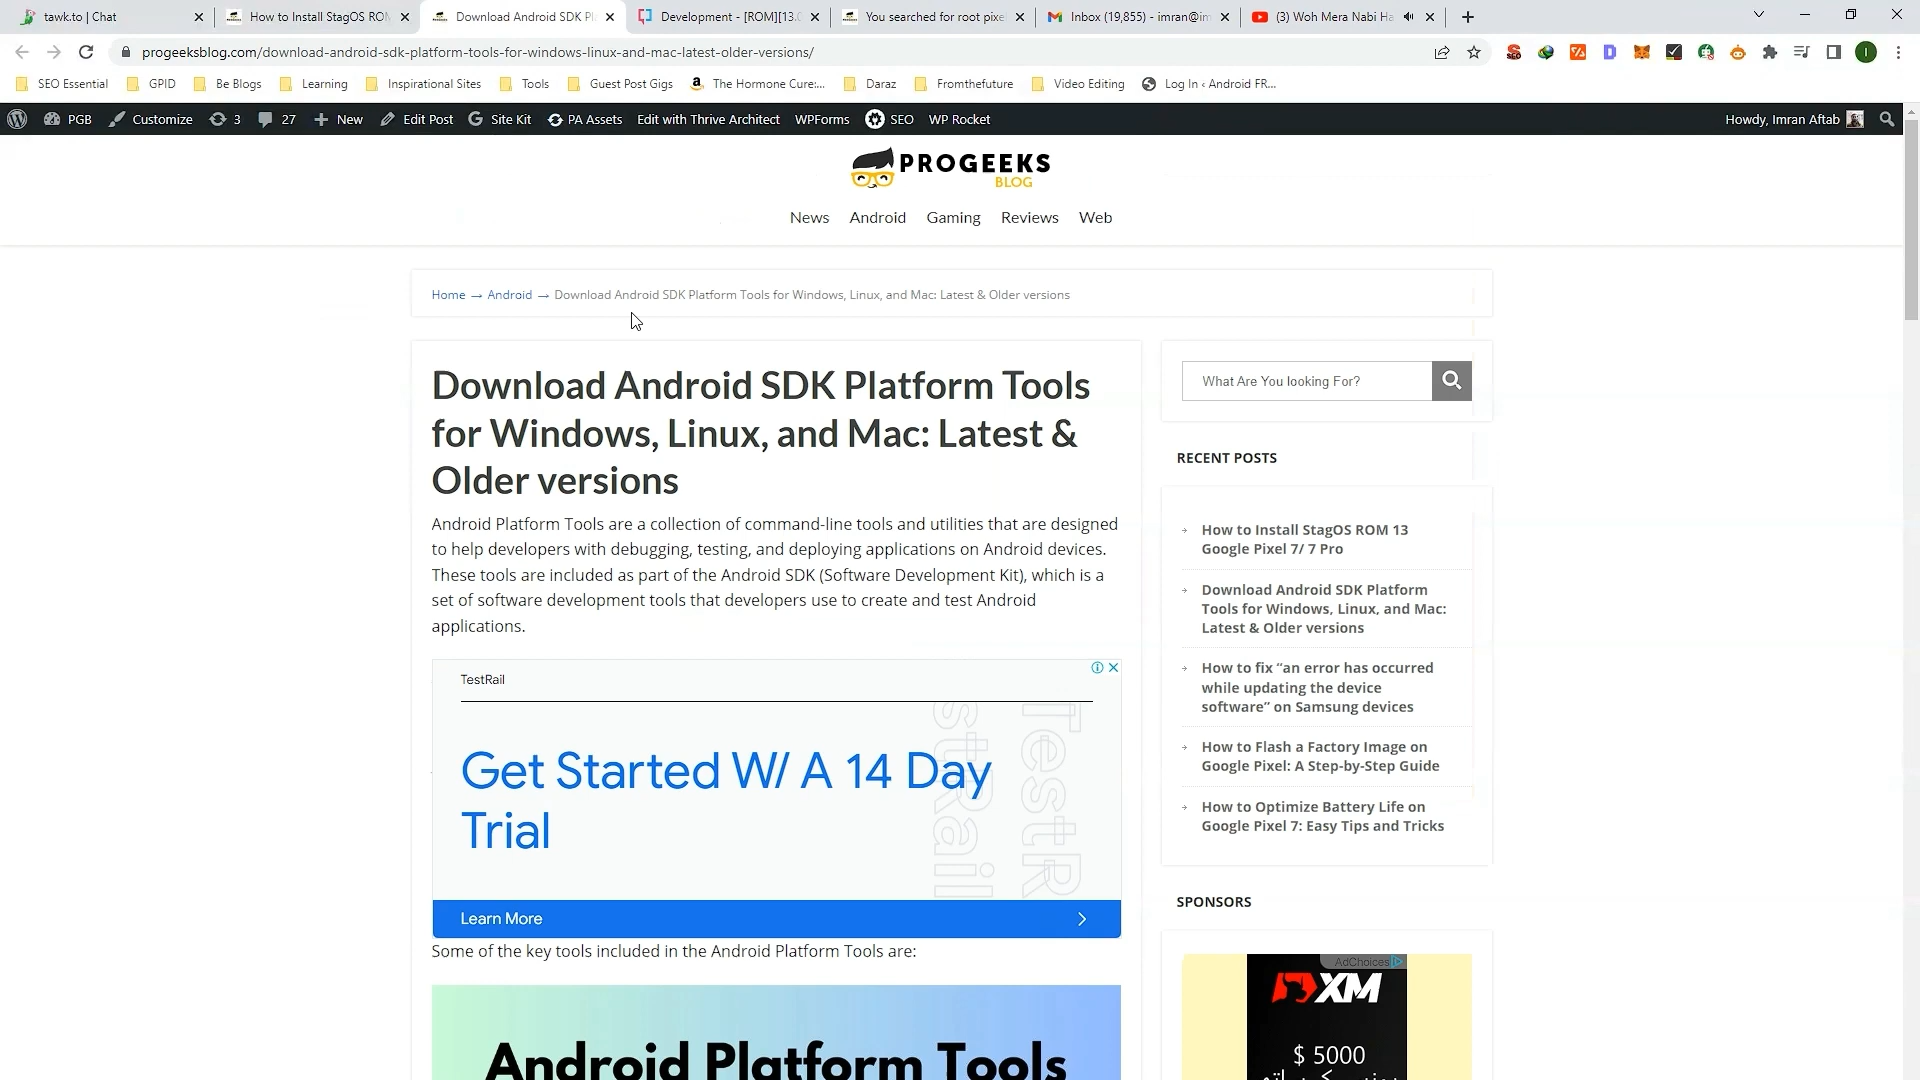 tawk.to | Chat
How to Install StagOS ROM
Download Android SDK Pl
Development - [ROM][13.0
You searched for root pixe
Inbox (19,855) - imran@im
(3) Woh Mera Nabi Ha
progeeksblog.com/download-android-sdk-platform-tools-for-windows-linux-and-mac-latest-older-versions/
SEO Essential
GPID
Be Blogs
Learning
Inspirational Sites
Tools
Guest Post Gigs
The Hormone Cure:...
Daraz
Fromthefuture
Video Editing
Log In ‹ Android FR...
PGB
Customize
3
27
New
Edit Post
Site Kit
PA Assets
Edit with Thrive Architect
WPForms
SEO
WP Rocket
Howdy, Imran Aftab
PROGEEKS
BLOG
News
Android
Gaming
Reviews
Web
Home → Android → Download Android SDK Platform Tools for Windows, Linux, and Mac: Latest & Older versions
Download Android SDK Platform Tools
for Windows, Linux, and Mac: Latest &
Older versions
Android Platform Tools are a collection of command-line tools and utilities that are designed
to help developers with debugging, testing, and deploying applications on Android devices.
These tools are included as part of the Android SDK (Software Development Kit), which is a
set of software development tools that developers use to create and test Android
applications.
TestRail
Get Started W/ A 14 Day
Trial
Learn More
Some of the key tools included in the Android Platform Tools are:
Android Platform Tools
What Are You looking For?
RECENT POSTS
How to Install StagOS ROM 13
Google Pixel 7/ 7 Pro
Download Android SDK Platform
Tools for Windows, Linux, and Mac:
Latest & Older versions
How to fix “an error has occurred
while updating the device
software” on Samsung devices
How to Flash a Factory Image on
Google Pixel: A Step-by-Step Guide
How to Optimize Battery Life on
Google Pixel 7: Easy Tips and Tricks
SPONSORS
AdChoices
XM
$ 5000